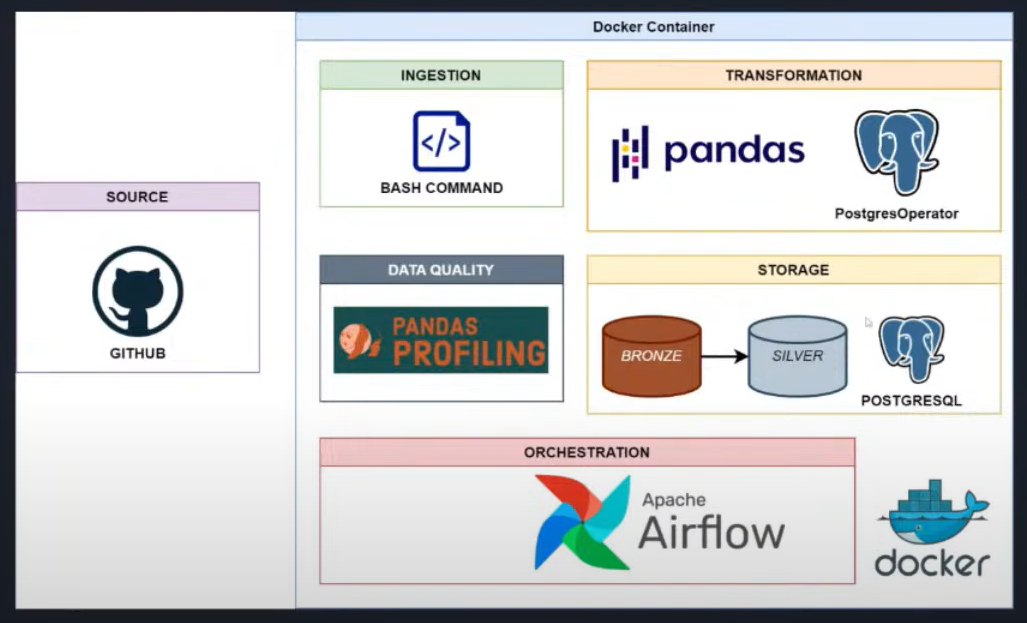 Docker Container
INGESTION
</>
BASH COMMAND
TRANSFORMATION
pandas
PostgresOperator
SOURCE
GITHUB
DATA QUALITY
PANDAS
PROFILING
STORAGE
BRONZE
SILVER
POSTGRESQL
ORCHESTRATION
Apache
Airflow
docker